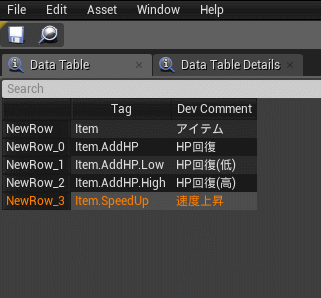 File Edit Asset Window Help
Data Table Data Table Details
Search
Tag Dev Comment
NewRow Item アイテム
NewRow_0 Item.AddHP HP回復
NewRow_1 Item.AddHP.Low HP回復(低)
NewRow_2 Item.AddHP.High HP回復(高)
NewRow_3 Item.SpeedUp 速度上昇